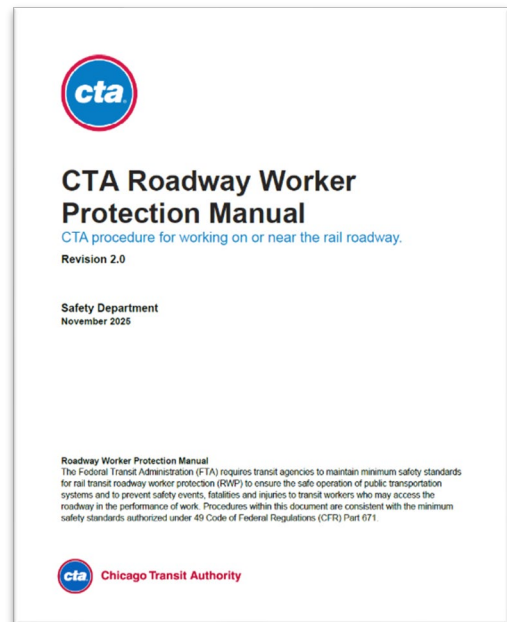 cta
CTA Roadway Worker
Protection Manual
CTA procedure for working on or near the rail roadway.
Revision 2.0
Safety Department
November 2025
Roadway Worker Protection Manual
The Federal Transit Administration (FTA) requires transit agencies to maintain minimum safety standards
for rail transit roadway worker protection (RWP) to ensure the safe operation of public transportation
systems and to prevent safety events, fatalities and injuries to transit workers who may access the
roadway in the performance of work. Procedures within this document are consistent with the minimum
safety standards authorized under 49 Code of Federal Regulations (CFR) Part 671.
cta Chicago Transit Authority